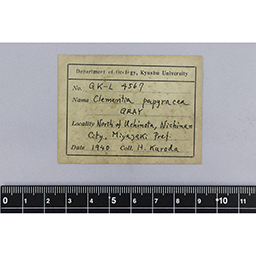 Department of Geology, Kyushu University
No. GK-L 4567
Name Clementia papyracea
GRAY
Locality North of Uchinota, Nichinan
City, Miyazaki Pref.
Date 1940 Coll. M. Kuroda
0 1 2 3 4 5 6 7 8 9 10 11